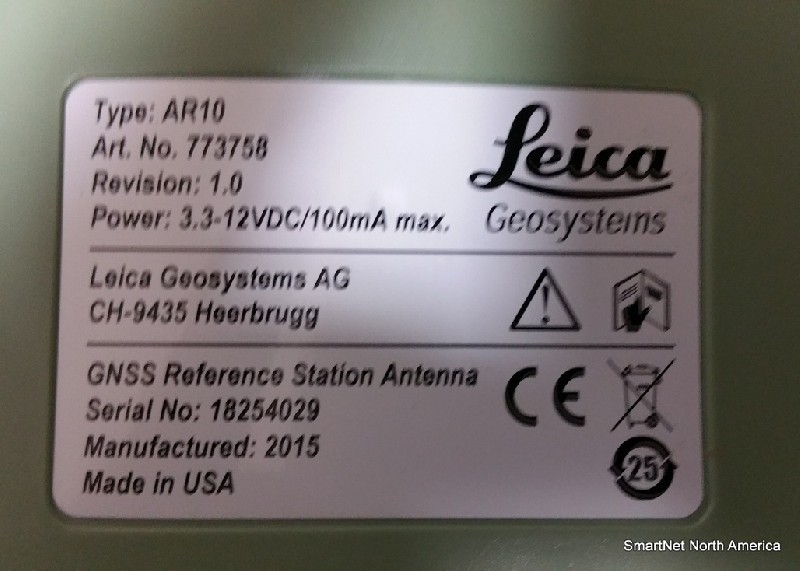 Type: AR10
Art. No. 773758
Revision: 1.0
Power: 3.3-12VDC/100mA max.
Leica
Geosystems
Leica Geosystems AG
CH-9435 Heerbrugg
GNSS Reference Station Antenna
Serial No: 18254029
Manufactured: 2015
Made in USA
CE
25
SmartNet North America